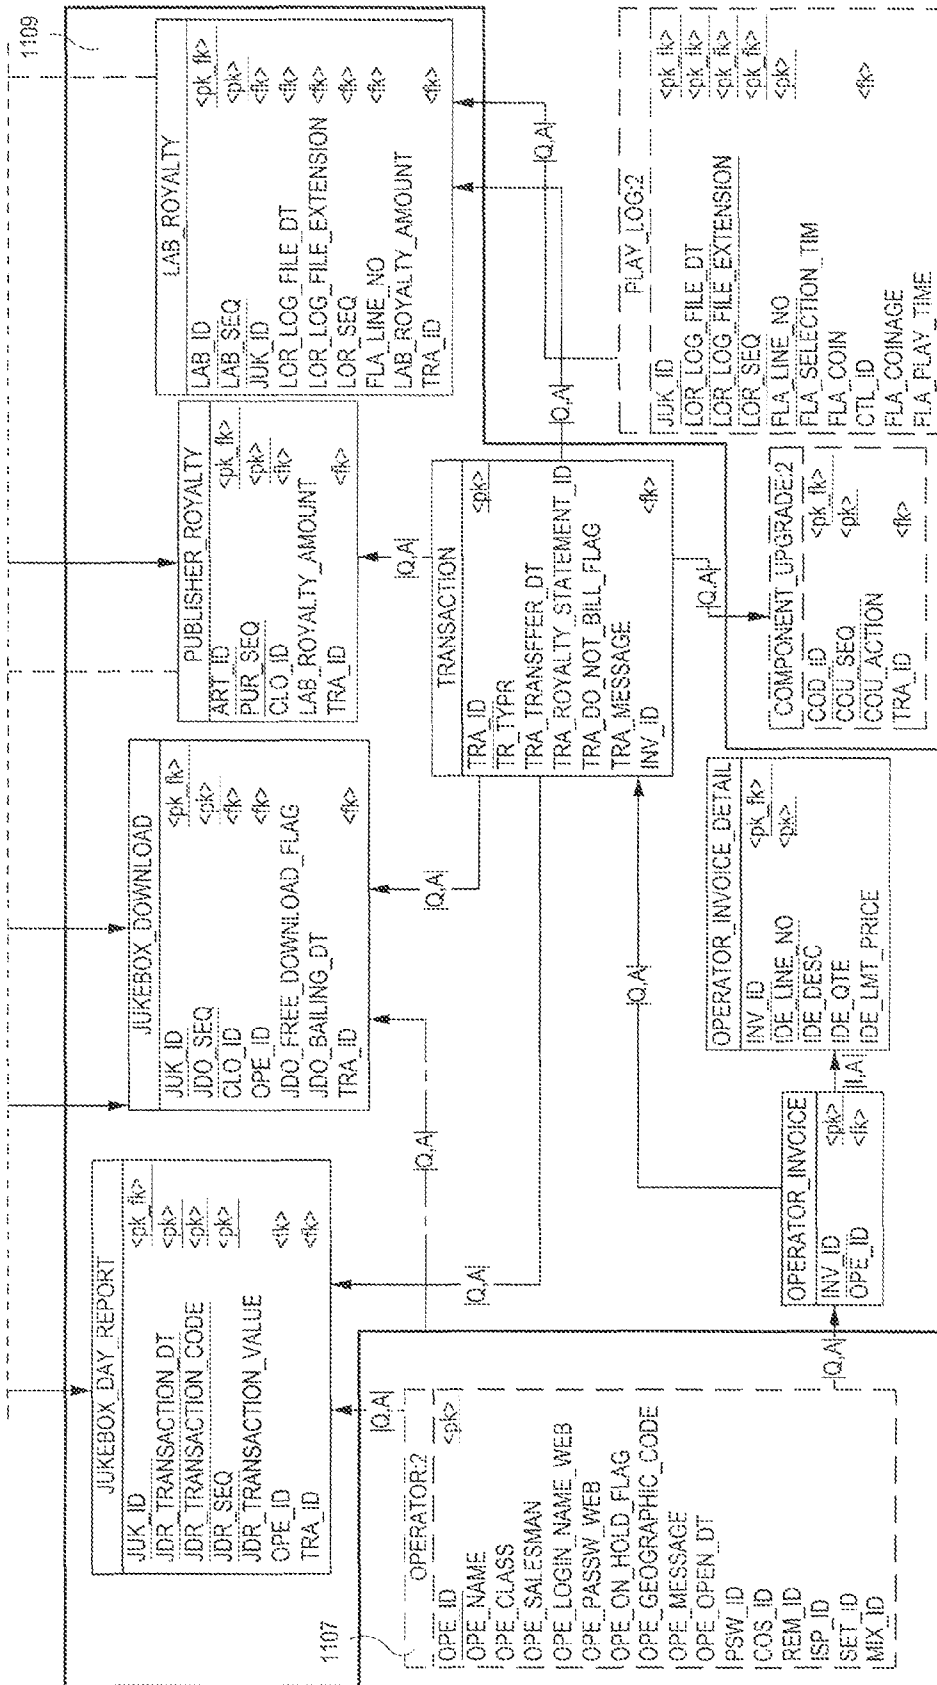 1109
JUKEBOX_DAY_REPORT
JUK_ID <pk_fk>
JDR_TRANSACTION_DT <pk>
JDR_TRANSACTION_CODE <pk>
JDR_SEQ <pk>
JDR_TRANSACTION_VALUE
OPE_ID <fk>
TRA_ID <fk>
JUKEBOX_DOWNLOAD
JUK_ID <pk_fk>
JDO_SEQ <pk>
CLO_ID <fk>
OPE_ID <fk>
JDO_FREE_DOWNLOAD_FLAG
JDO_BAILING_DT
TRA_ID <fk>
PUBLISHER_ROYALTY
ART_ID <pk_fk>
PUR_SEQ <pk>
CLO_ID <fk>
LAB_ROYALTY_AMOUNT
TRA_ID <fk>
LAB_ROYALTY
LAB_ID <pk_fk>
LAB_SEQ <pk>
JUK_ID <fk>
LOR_LOG_FILE_DT <fk>
LOR_LOG_FILE_EXTENSION <fk>
LOR_SEQ <fk>
FLA_LINE_NO <fk>
LAB_ROYALTY_AMOUNT
TRA_ID <fk>
|Q,A|
|Q,A|
|Q,A|
|Q,A|
|Q,A|
|Q,A|
|Q,A|
1107
OPERATOR:2
OPE_ID <pk>
OPE_NAME
OPE_CLASS
OPE_SALESMAN
OPE_LOGIN_NAME_WEB
OPE_PASSW_WEB
OPE_ON_HOLD_FLAG
OPE_GEOGRAPHIC_CODE
OPE_MESSAGE
OPE_OPEN_DT
PSW_ID
COS_ID
REM_ID
ISP_ID
SET_ID
MIX_ID
TRANSACTION
TRA_ID <pk>
TR_TYPR
TRA_TRANSFER_DT
TRA_ROYALTY_STATEMENT_ID
TRA_DO_NOT_BILL_FLAG
TRA_MESSAGE
INV_ID <fk>
|Q,A|
|Q,A|
PLAY_LOG:2
JUK_ID <pk_fk>
LOR_LOG_FILE_DT <pk_fk>
LOR_LOG_FILE_EXTENSION <pk_fk>
LOR_SEQ <pk_fk>
FLA_LINE_NO <pk>
FLA_SELECTION_TIM
FLA_COIN
CTL_ID <fk>
FLA_COINAGE
FLA_PLAY_TIME
OPERATOR_INVOICE
INV_ID <pk>
OPE_ID <fk>
|Q,A|
|I,A|
OPERATOR_INVOICE_DETAIL
INV_ID <pk_fk>
IDE_LINE_NO <pk>
IDE_DESC
IDE_QTE
IDE_LMT_PRICE
COMPONENT_UPGRADE:2
COD_ID <pk_fk>
COU_SEQ <pk>
COU_ACTION
TRA_ID <fk>